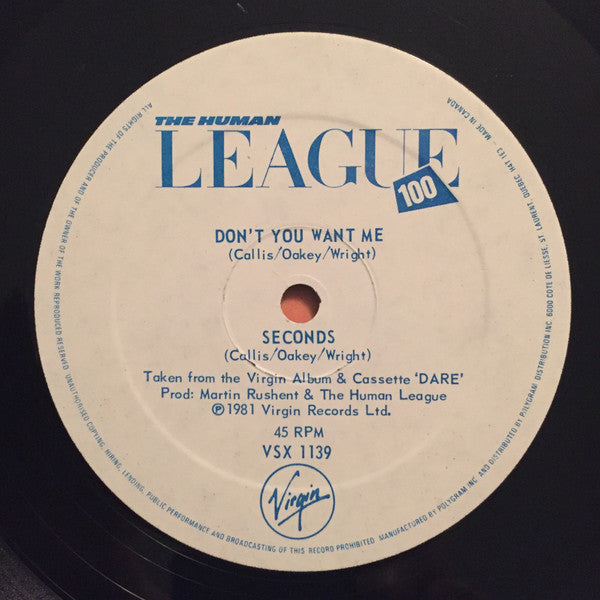 THE HUMAN
LEAGUE
100
DON'T YOU WANT ME
(Callis/Oakey/Wright)
SECONDS
(Callis/Oakey/Wright)
Taken from the Virgin Album & Cassette 'DARE'
Prod: Martin Rushent & The Human League
℗1981 Virgin Records Ltd.
45 RPM
VSX 1139
Virgin
ALL RIGHTS OF THE PRODUCER AND OF THE OWNER OF THE WORK REPRODUCED RESERVED. UNAUTHORISED COPYING, HIRING, LENDING, PUBLIC PERFORMANCE AND BROADCASTING OF THIS RECORD PROHIBITED. MANUFACTURED BY POLYGRAM INC. AND DISTRIBUTED BY POLYGRAM DISTRIBUTION INC. 6000 COTE DE LIESSE, ST LAURENT, QUEBEC, H4T 1E3 - MADE IN CANADA